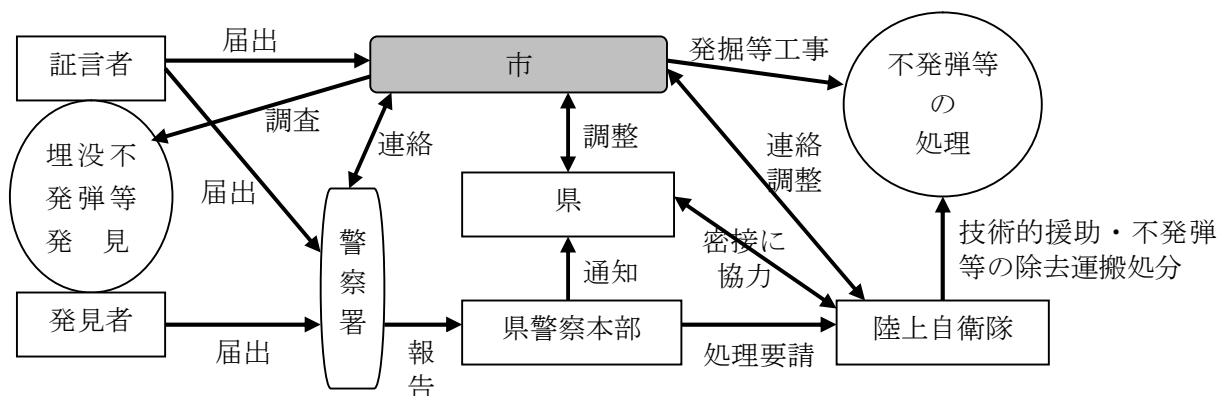 届出
証言者
市
発掘等工事
不発弾等
の
処理
調査
連絡
調整
連絡
調整
埋没不
発弾等
発 見
届出
警
察
署
県
密接に
協力
技術的援助・不発弾
等の除去運搬処分
通知
発見者
届出
報
告
県警察本部
処理要請
陸上自衛隊